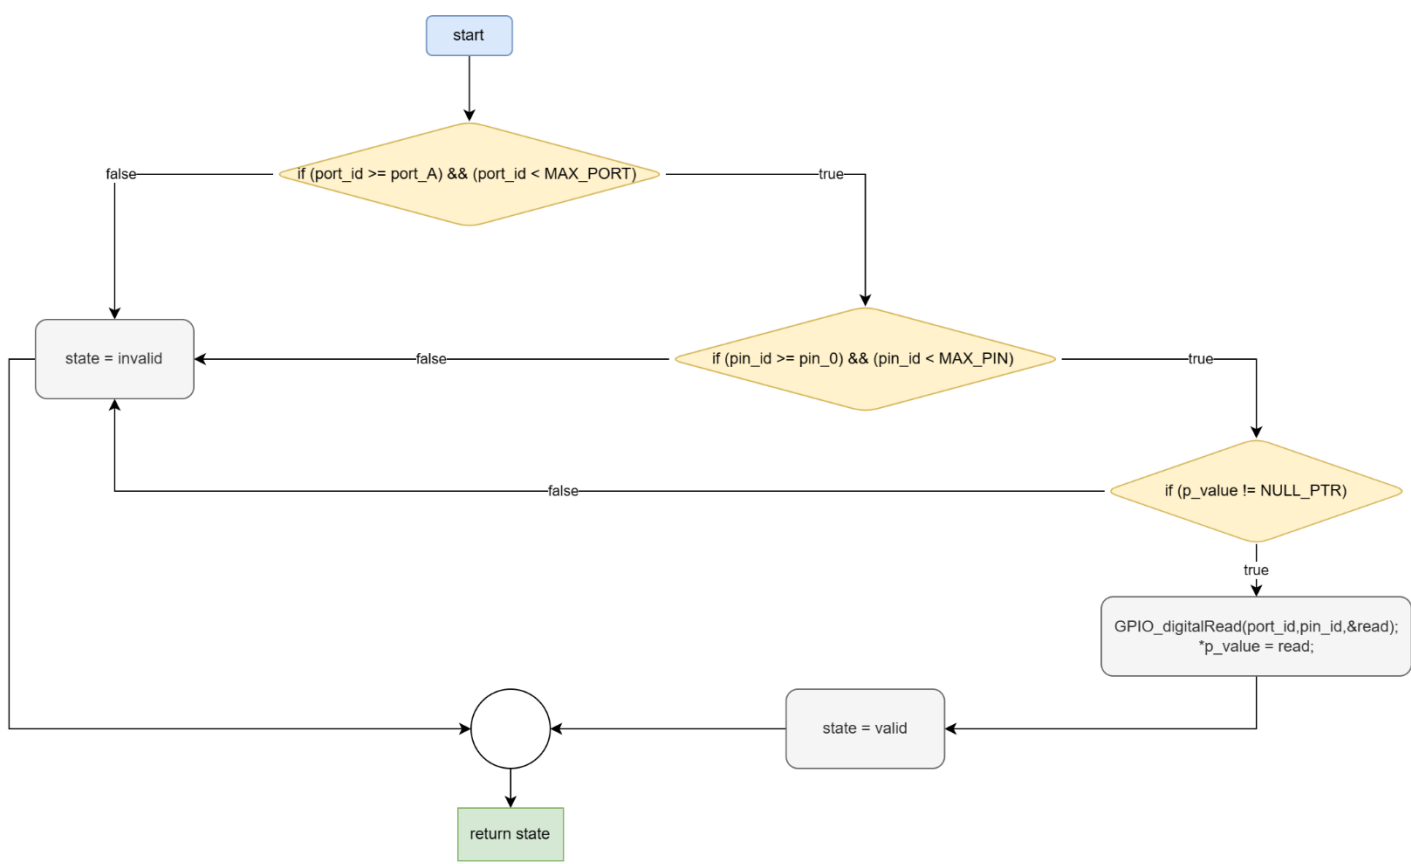 start
if (port_id >= port_A) && (port_id < MAX_PORT)
false
true
state = invalid
false
if (pin_id >= pin_0) && (pin_id < MAX_PIN)
true
false
if (p_value != NULL_PTR)
true
GPIO_digitalRead(port_id,pin_id,&read);
*p_value = read;
state = valid
return state